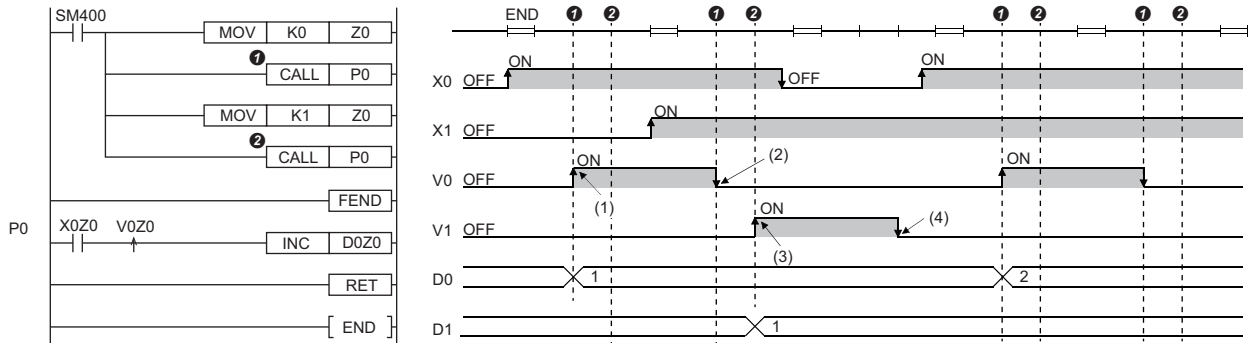 SM400
MOV K0 Z0
❶
CALL P0
MOV K1 Z0
❷
CALL P0
FEND
P0
X0Z0 V0Z0
INC D0Z0
RET
END
END ❶ ❷ ❶ ❷ ❶ ❷ ❶ ❷
ON ON
X0 OFF OFF
ON
X1 OFF
ON (2) ON
V0 OFF
(1)
ON (4)
V1 OFF
(3)
D0 1 2
D1 1